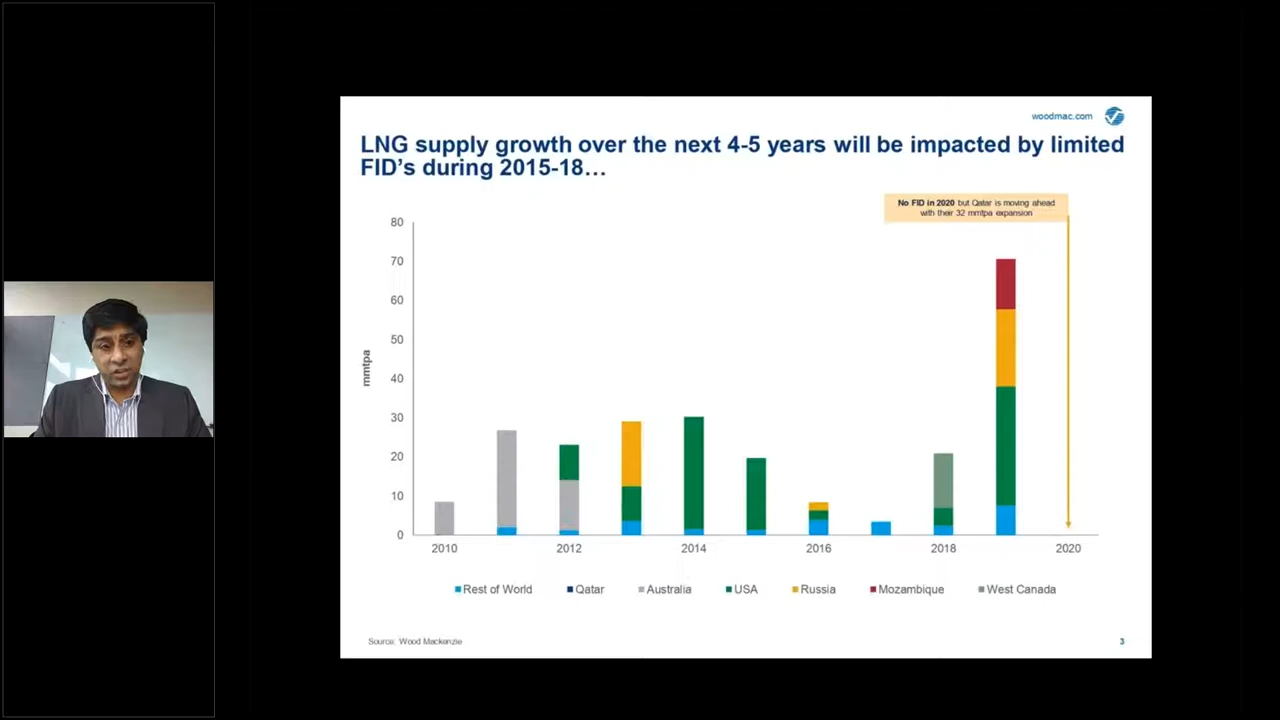 woodmac.com
LNG supply growth over the next 4-5 years will be impacted by limited
FID's during 2015-18…
No FID in 2020 but Qatar is moving ahead
with their 32 mmtpa expansion
80
70
60
50
40
30
20
10
0
mmtpa
2010
2012
2014
2016
2018
2020
Rest of World
Qatar
Australia
USA
Russia
Mozambique
West Canada
Source: Wood Mackenzie
3